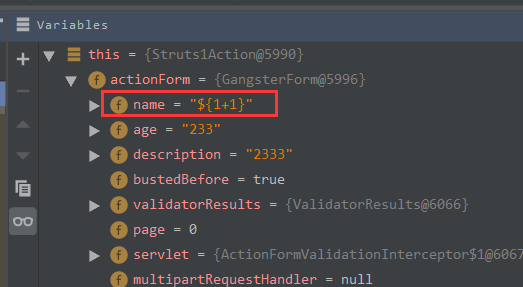 Variables
this = {Struts1Action@5990}
actionForm = {GangsterForm@5996}
name = "${1+1}"
age = "233"
description = "2333"
bustedBefore = true
validatorResults = {ValidatorResults@6066}
page = 0
servlet = {ActionFormValidationInterceptor$1@6067
multipartRequestHandler = null